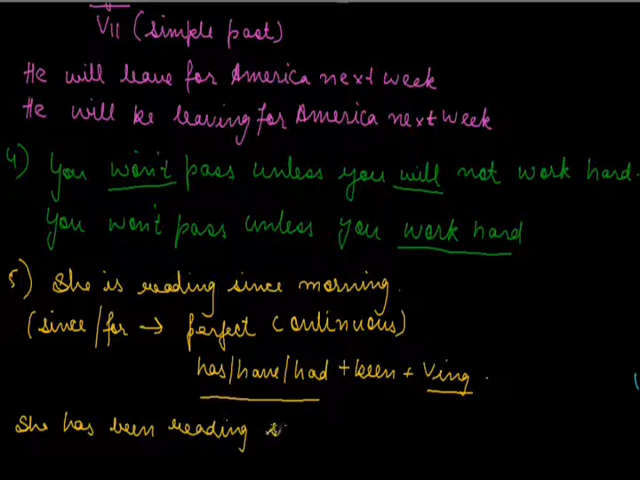 VII (simple past)
He will leave for America next week
He will be leaving for America next week
4) You won't pass unless you will not work hard.
You won't pass unless you work hard
5) She is reading since morning.
(since/for → perfect continuous)
has/have/had + been + Ving.
She has been reading